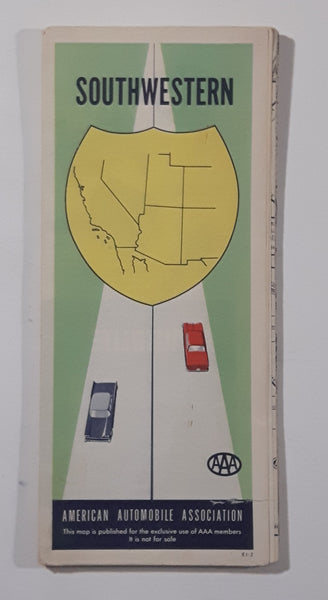 SOUTHWESTERN
AAA
AMERICAN AUTOMOBILE ASSOCIATION
This map is published for the exclusive use of AAA members
It is not for sale